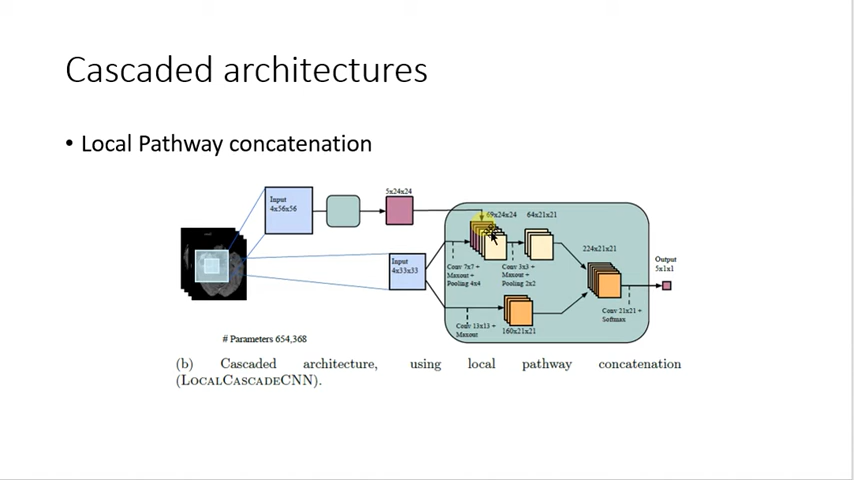 Cascaded architectures
• Local Pathway concatenation
Input
4x56x56
5x24x24
69x24x24
64x21x21
224x21x21
Input
4x33x33
Conv 7x7 +
Maxout +
Pooling 4x4
Conv 3x3 +
Maxout +
Pooling 2x2
Output
5x1x1
Conv 21x21 +
Softmax
Conv 13x13 +
Maxout
160x21x21
# Parameters 654,368
(b) Cascaded architecture, using local pathway concatenation
(LOCALCASCADECNN).